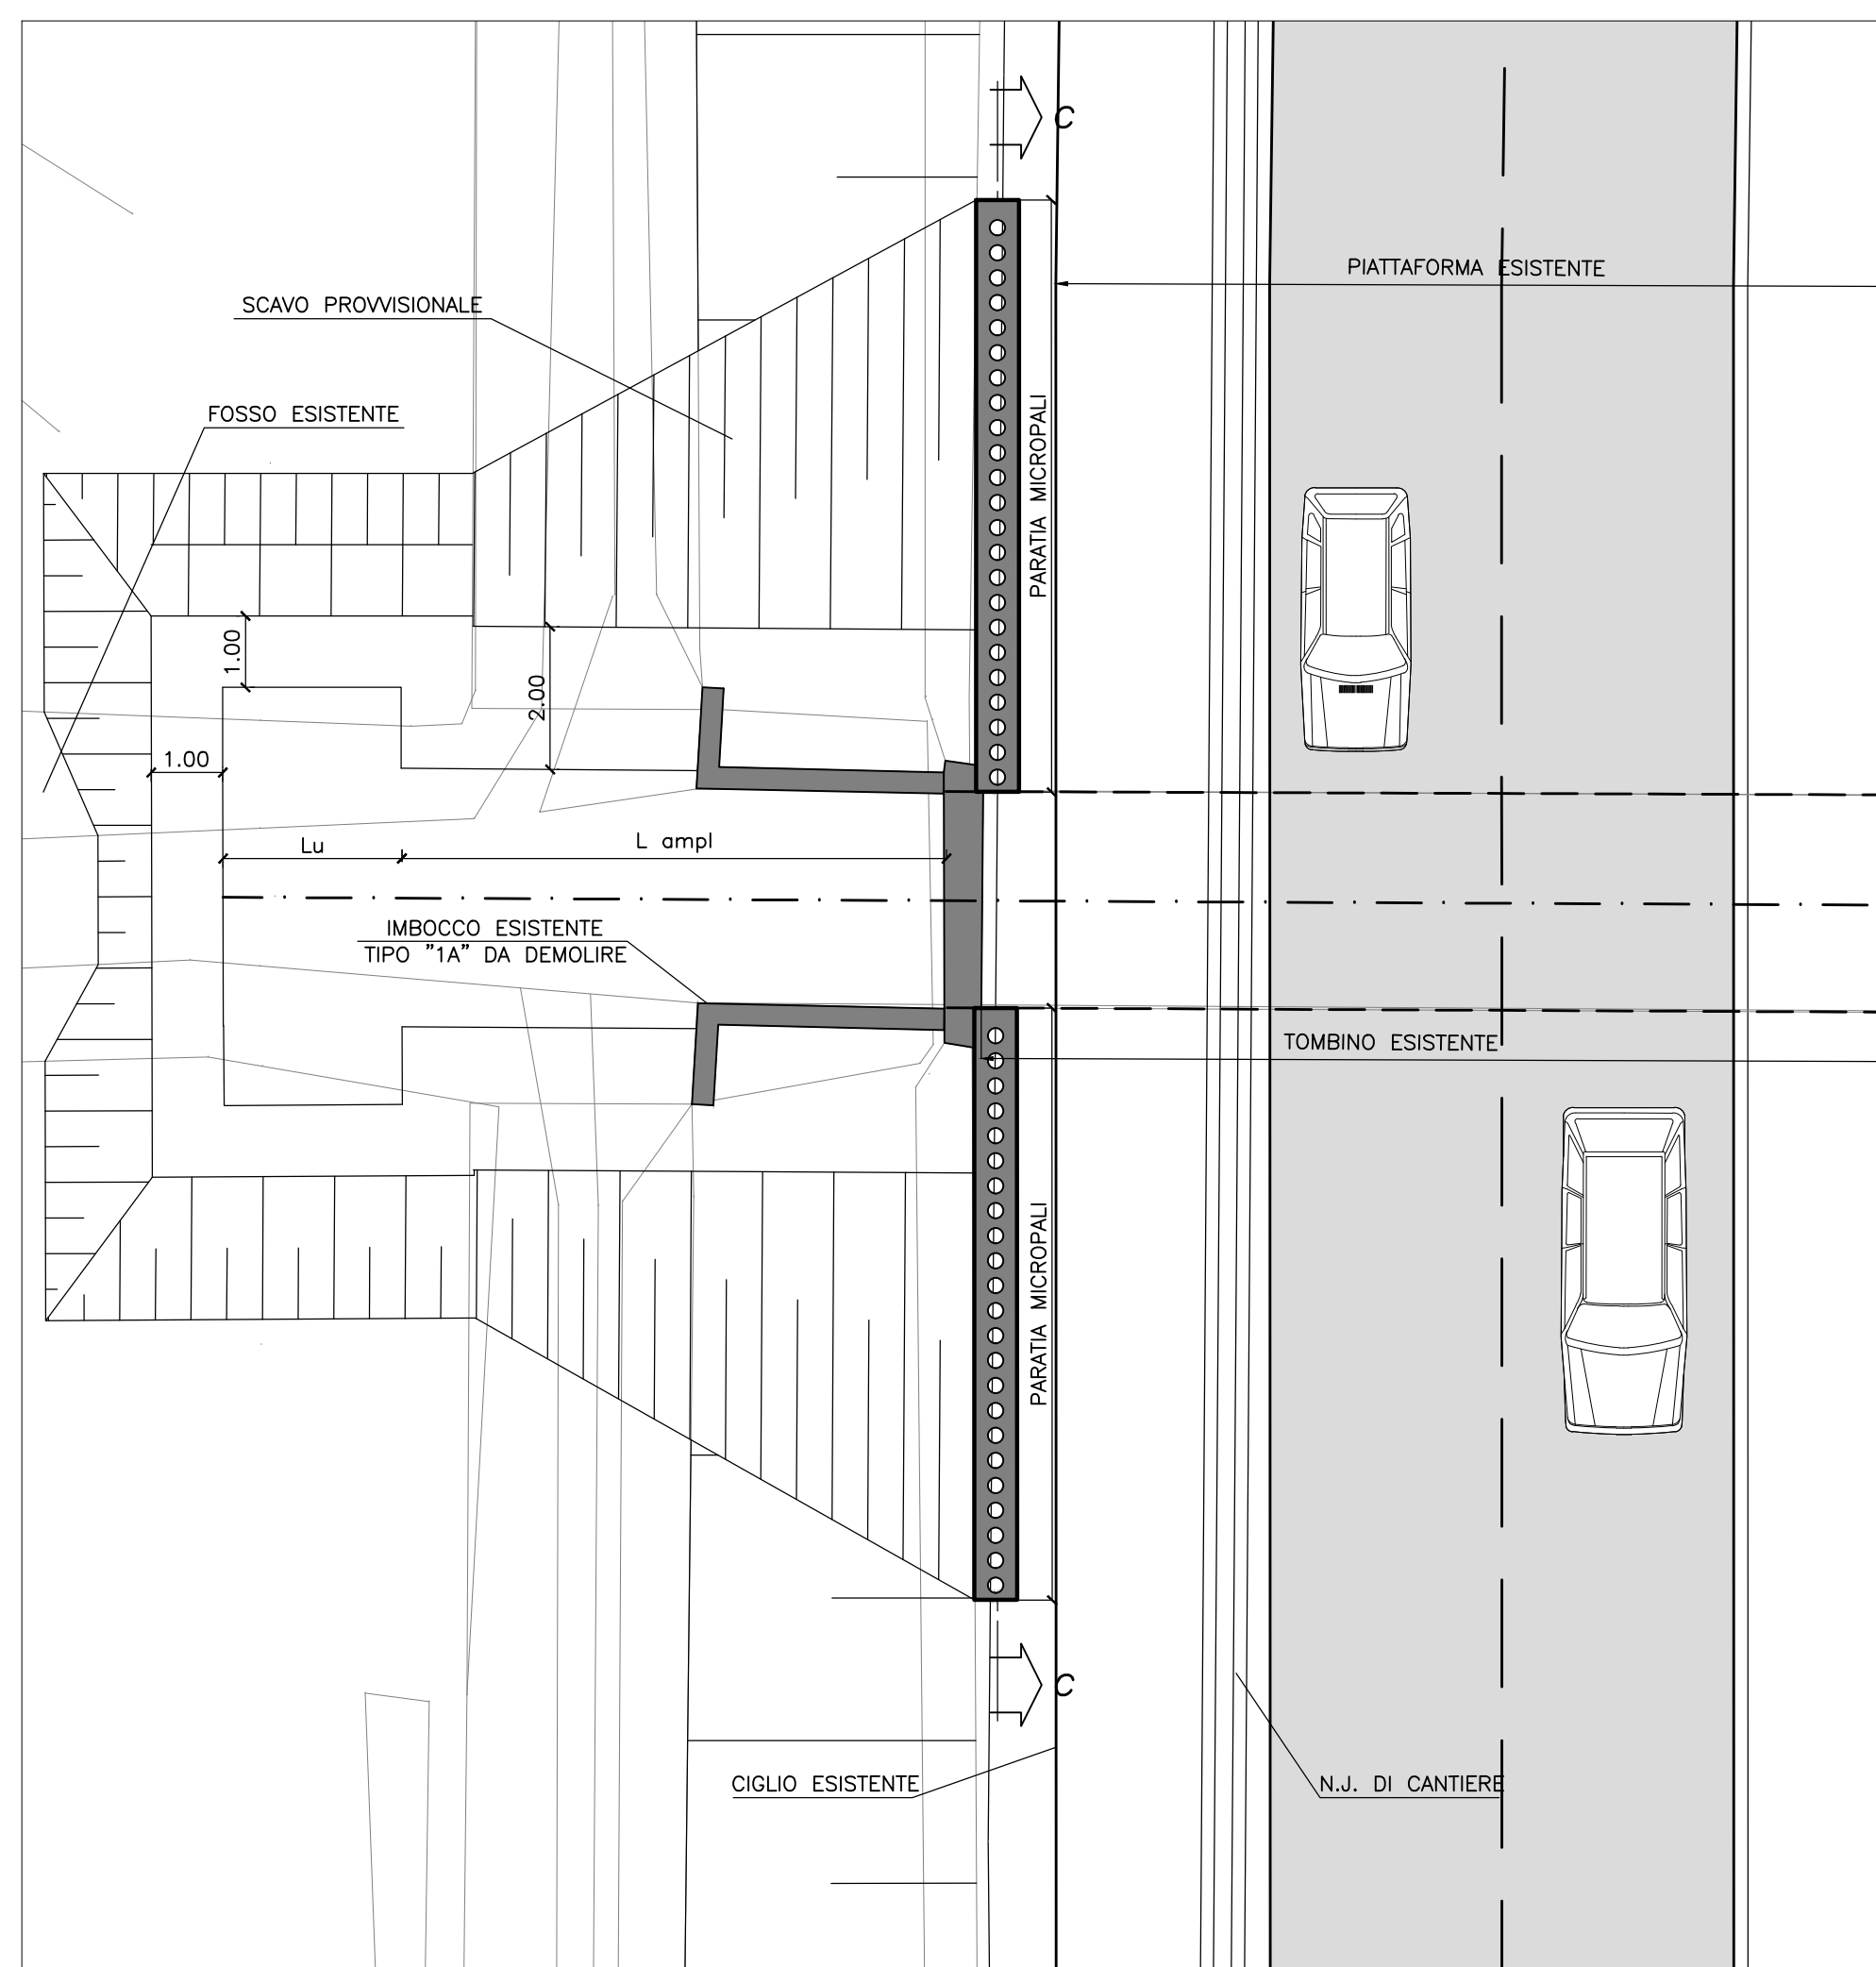 C
PIATTAFORMA ESISTENTE
SCAVO PROVVISIONALE
FOSSO ESISTENTE
PARATIA MICROPALI
1.00
2.00
1.00
Lu
L ampl
IMBOCCO ESISTENTE
TIPO "1A" DA DEMOLIRE
TOMBINO ESISTENTE
PARATIA MICROPALI
C
CIGLIO ESISTENTE
N.J. DI CANTIERE